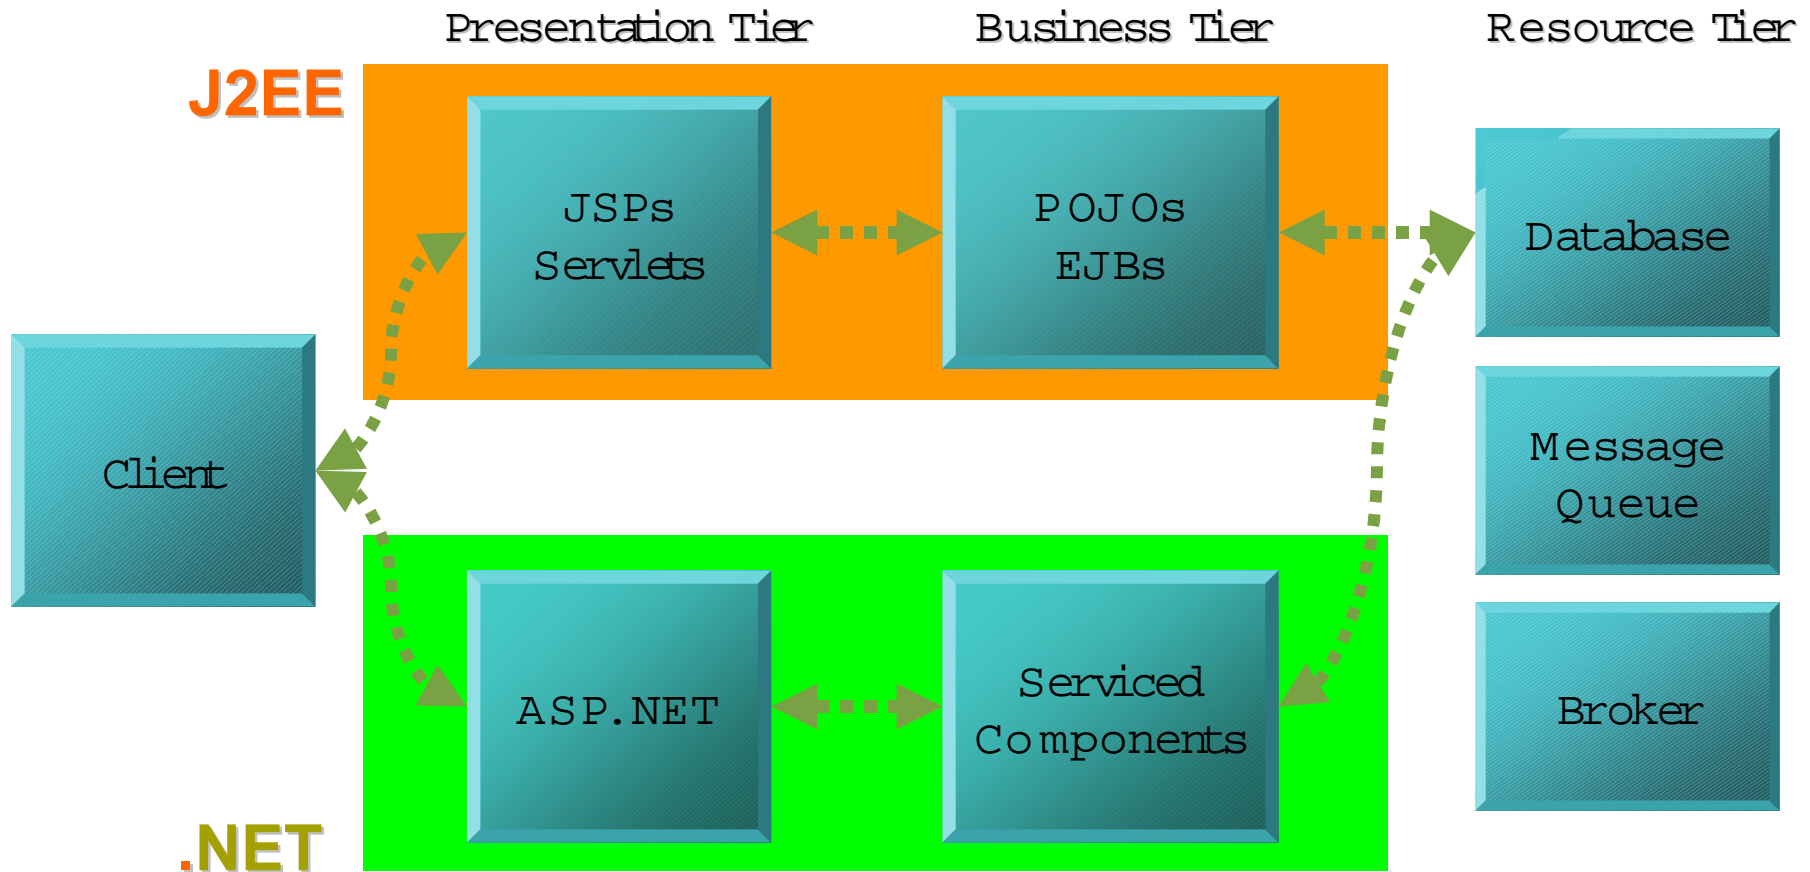 Presentation Tier
Business Tier
Resource Tier
J2EE
JSPs
Servlets
POJOs
EJBs
Database
Client
Message
Queue
ASP.NET
Serviced
Components
Broker
.NET